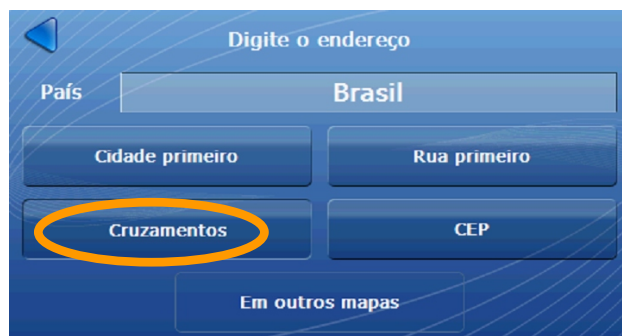 Digite o endereço
País Brasil
Cidade primeiro Rua primeiro
Cruzamentos CEP
Em outros mapas